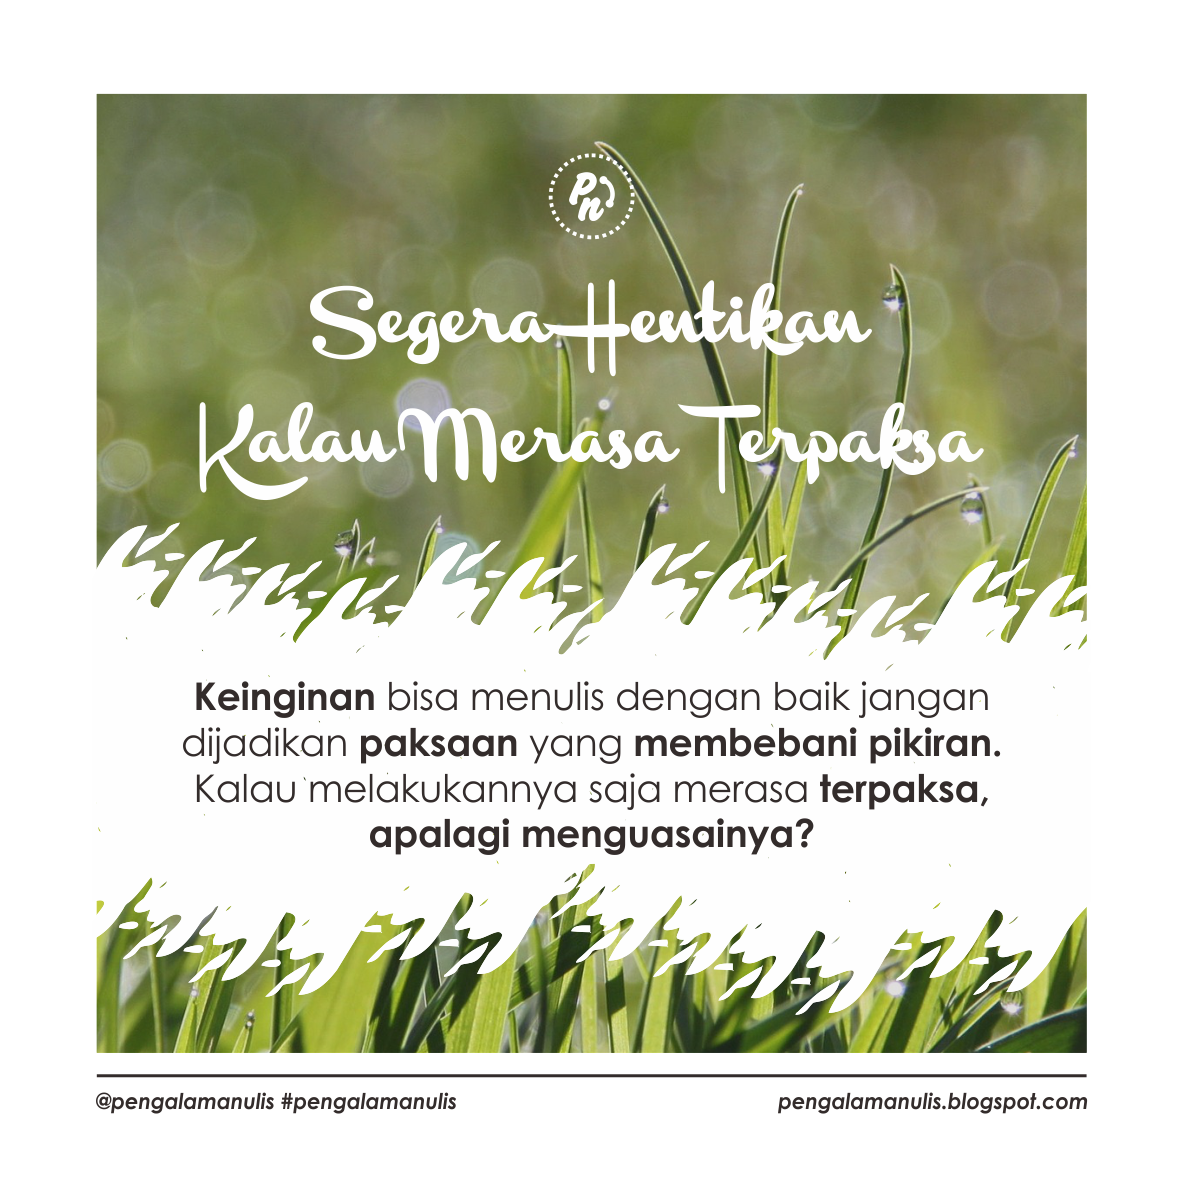 Pn
Segera Hentikan
Kalau Merasa Terpaksa
Keinginan bisa menulis dengan baik jangan
dijadikan paksaan yang membebani pikiran.
Kalau melakukannya saja merasa terpaksa,
apalagi menguasainya?
@pengalamanulis #pengalamanulis
pengalamanulis.blogspot.com